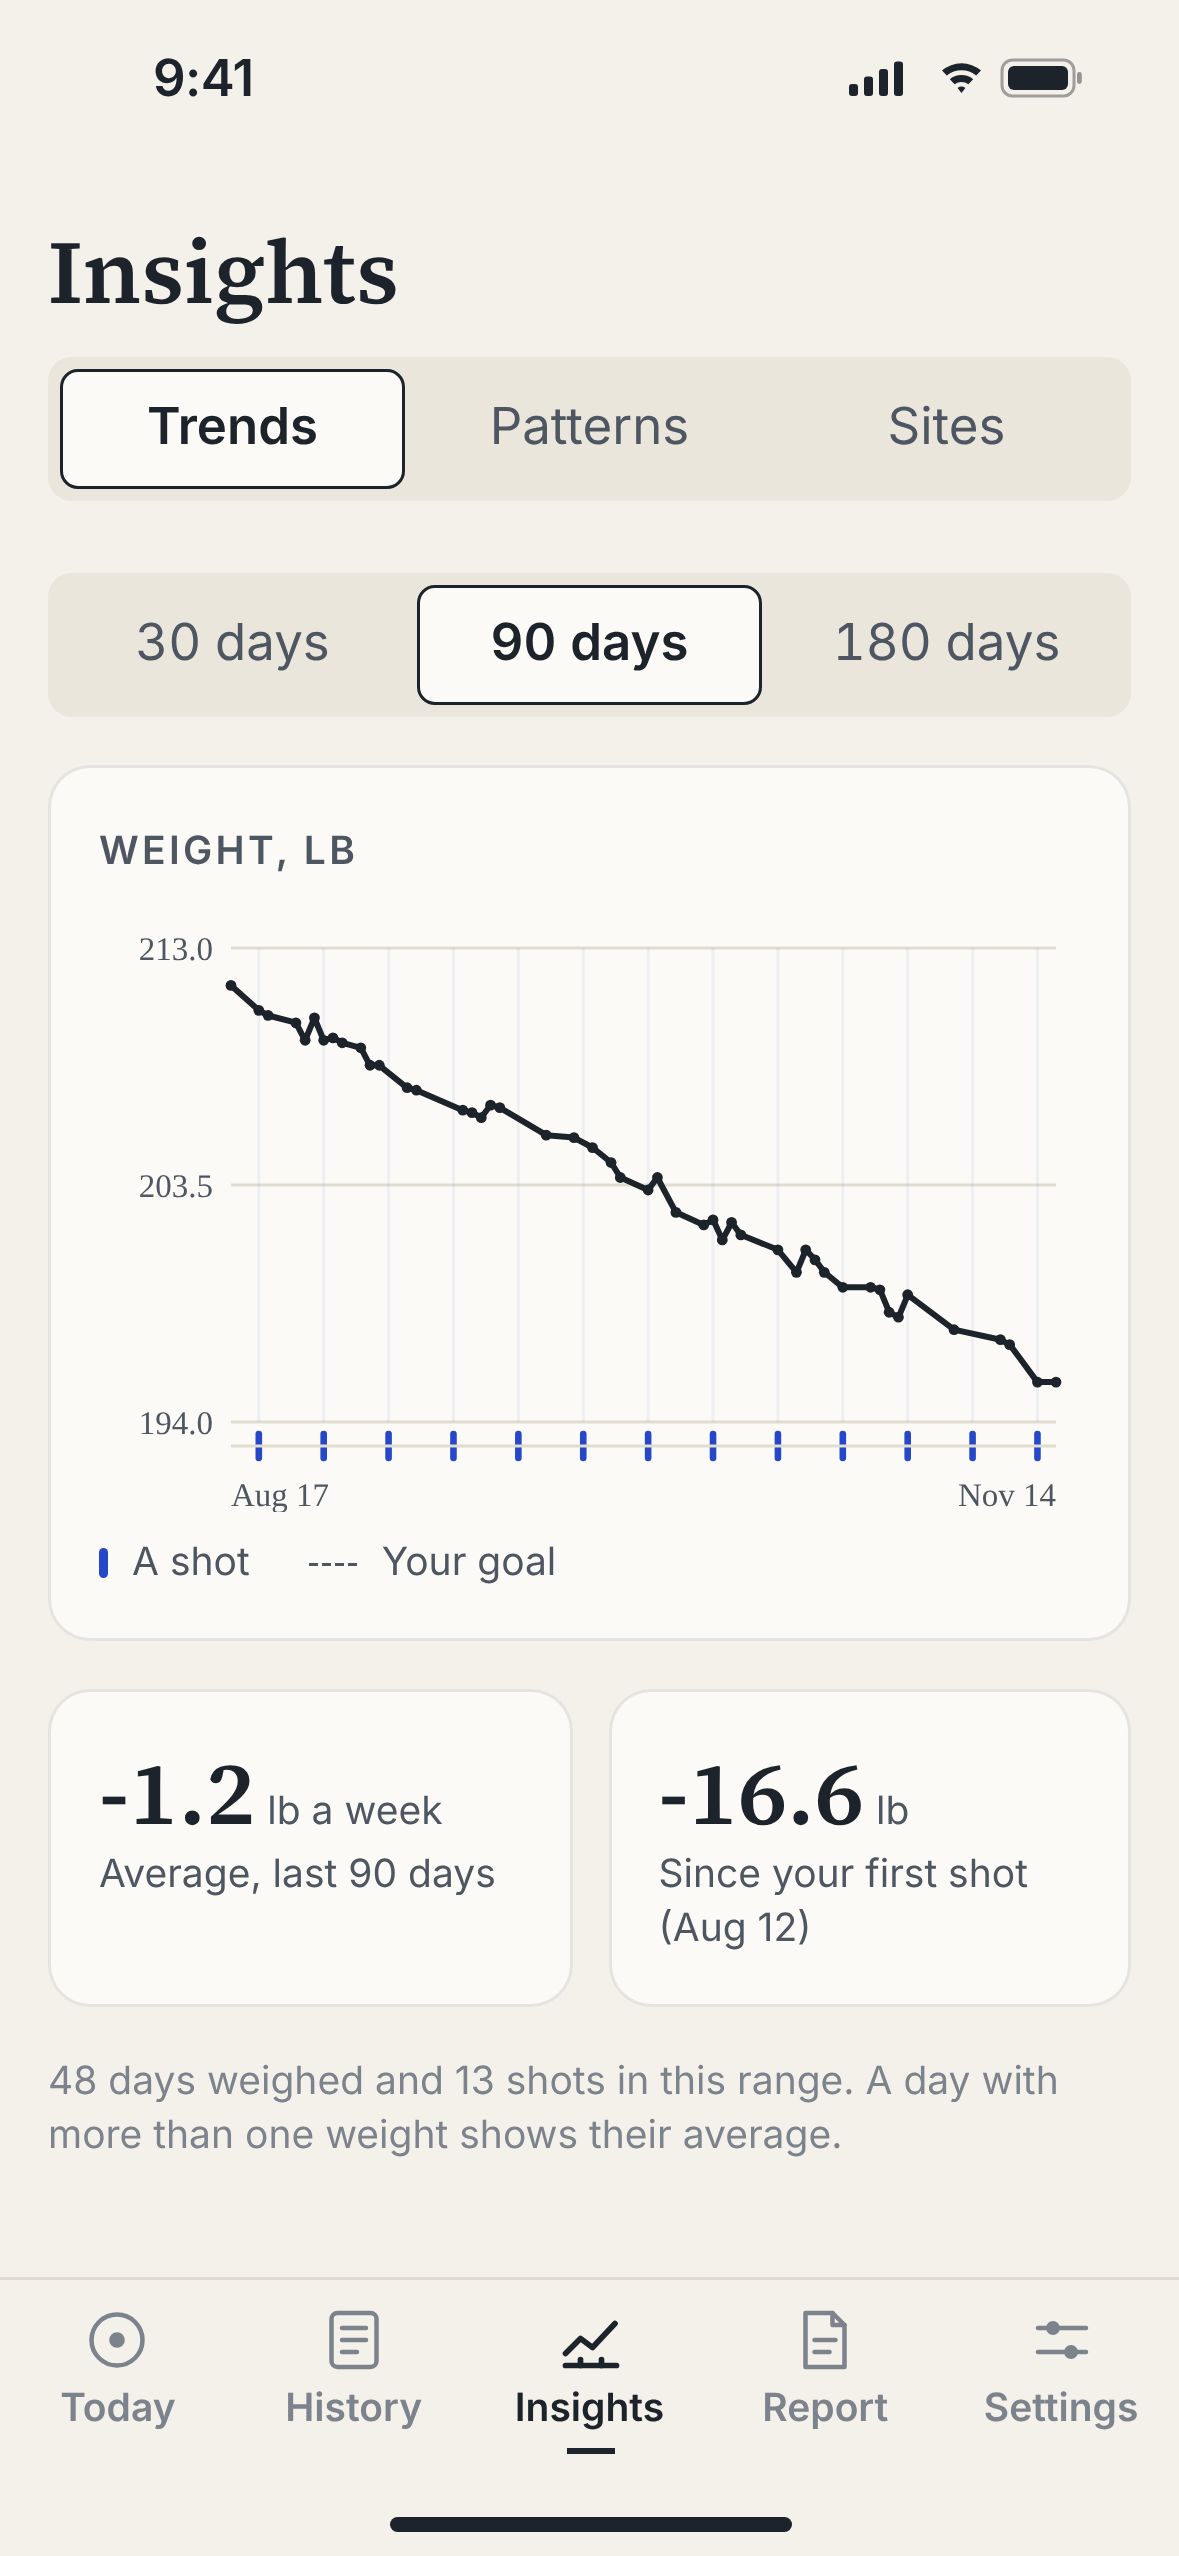 9:41
Insights
Trends Patterns Sites
30 days 90 days 180 days
WEIGHT, LB
213.0
203.5
194.0
Aug 17 Nov 14
A shot ---- Your goal
-1.2 lb a week
Average, last 90 days
-16.6 lb
Since your first shot
(Aug 12)
48 days weighed and 13 shots in this range. A day with
more than one weight shows their average.
Today History Insights Report Settings